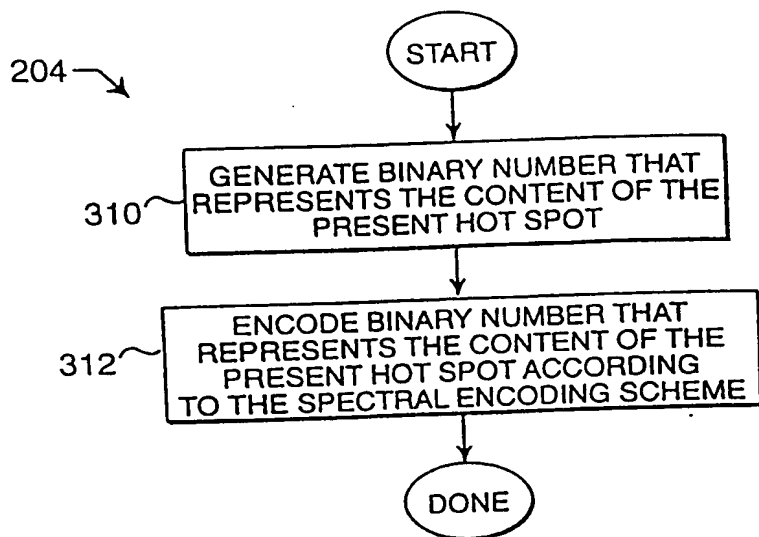 START
204
GENERATE BINARY NUMBER THAT
REPRESENTS THE CONTENT OF THE
PRESENT HOT SPOT.
310
ENCODE BINARY NUMBER THAT
REPRESENTS THE CONTENT OF THE
PRESENT HOT SPOT ACCORDING
TO THE SPECTRAL ENCODING SCHEME
312
DONE